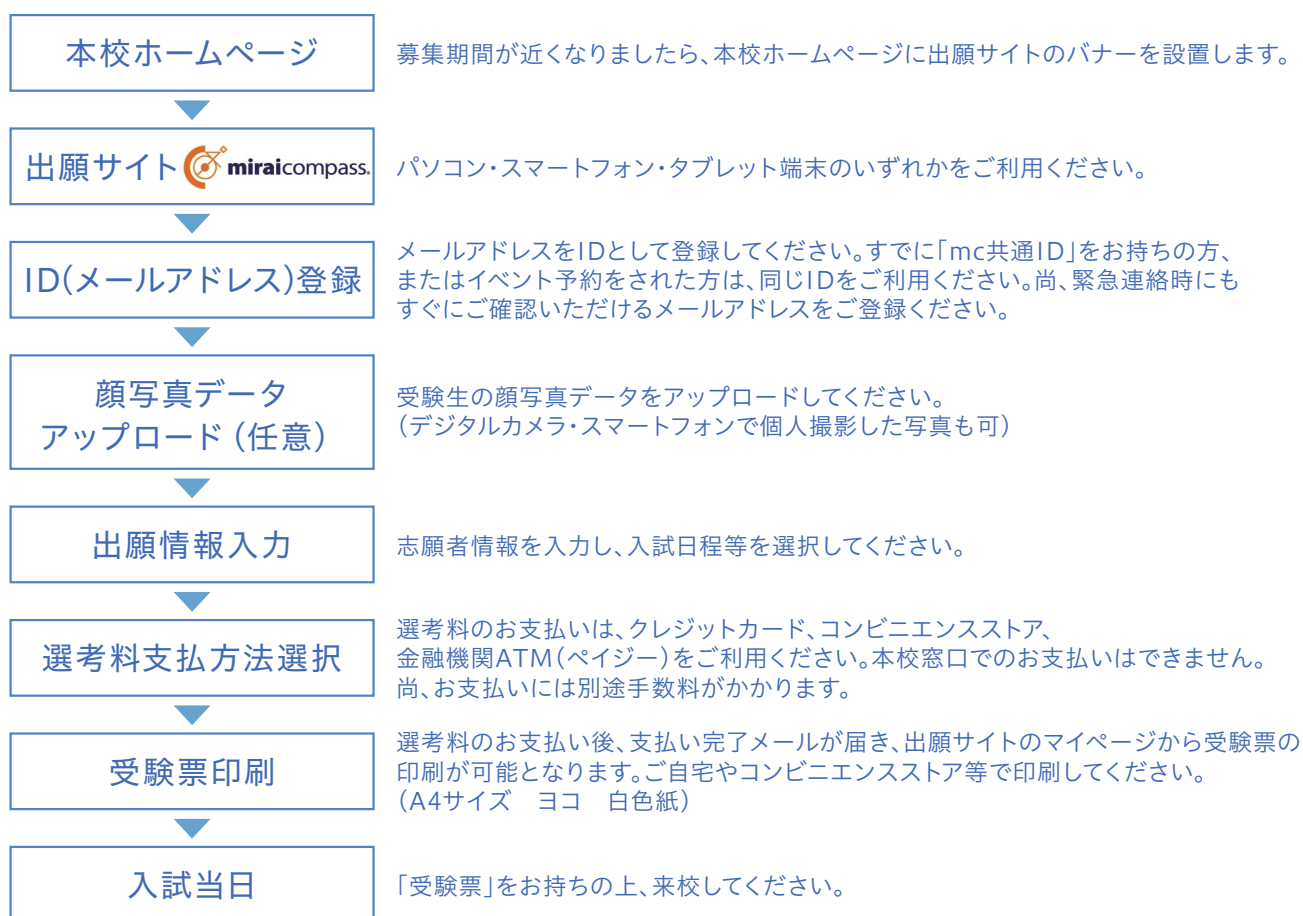 本校ホームページ
募集期間が近くなりましたら、本校ホームページに出願サイトのバナーを設置します。
出願サイト miraicompass.
パソコン・スマートフォン・タブレット端末のいずれかをご利用ください。
ID(メールアドレス)登録
メールアドレスをIDとして登録してください。すでに「mc共通ID」をお持ちの方、
またはイベント予約をされた方は、同じIDをご利用ください。尚、緊急連絡時にも
すぐにご確認いただけるメールアドレスをご登録ください。
顔写真データ
アップロード（任意）
受験生の顔写真データをアップロードしてください。
（デジタルカメラ・スマートフォンで個人撮影した写真も可）
出願情報入力
志願者情報を入力し、入試日程等を選択してください。
選考料支払方法選択
選考料のお支払いは、クレジットカード、コンビニエンスストア、
金融機関ATM（ペイジー）をご利用ください。本校窓口でのお支払いはできません。
尚、お支払いには別途手数料がかかります。
受験票印刷
選考料のお支払い後、支払い完了メールが届き、出願サイトのマイページから受験票の
印刷が可能となります。ご自宅やコンビニエンスストア等で印刷してください。
（A4サイズ　ヨコ　白色紙）
入試当日
「受験票」をお持ちの上、来校してください。